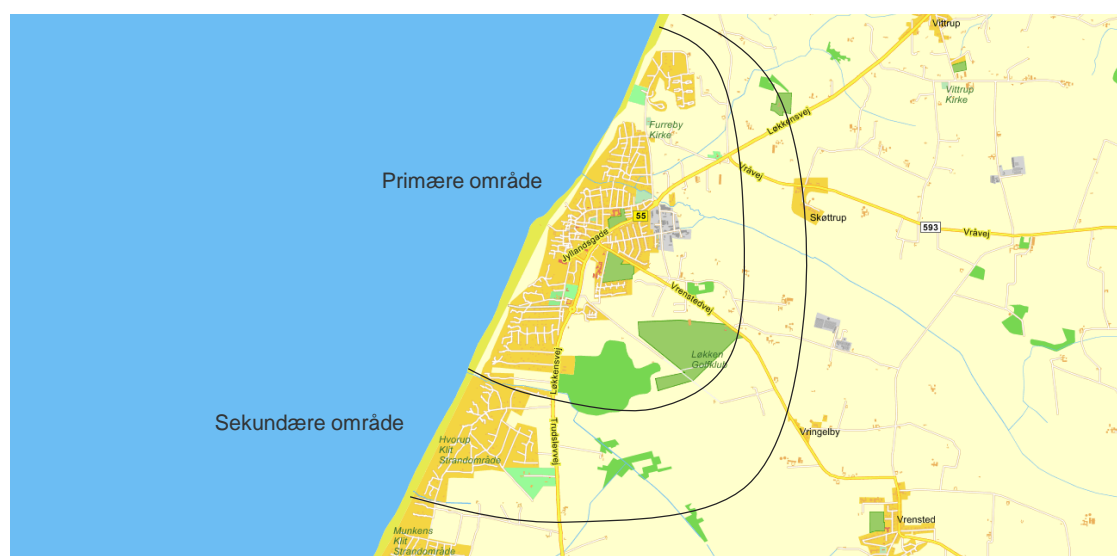 Vittrup
Vittrup
Kirke
Løkkensvej
Furreby
Kirke
Vråvej
Primære område
55
Skøttrup
593
Vråvej
Jyllandsgade
Vrenstedvej
Løkken
Golfklub
Løkkensvej
Sekundære område
Trudslevvej
Vringelby
Hvorup
Klit
Strandområde
Vrensted
Munkens
Klit
Strandområde